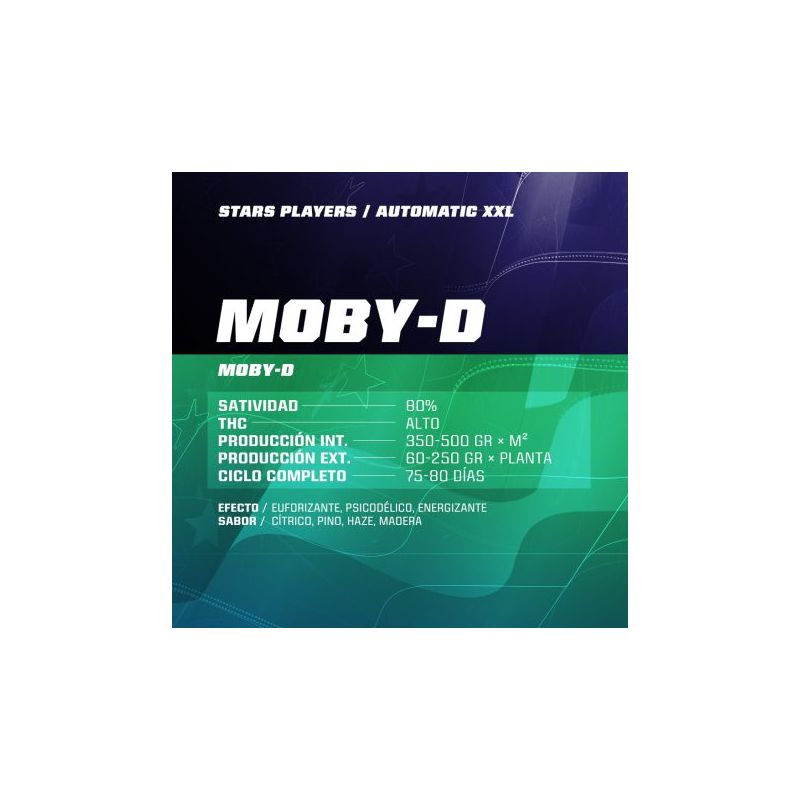 STARS PLAYERS / AUTOMATIC XXL
MOBY-D
MOBY-D
SATIVIDAD 80%
THC ALTO
PRODUCCIÓN INT. 350-500 GR × M²
PRODUCCIÓN EXT. 60-250 GR × PLANTA
CICLO COMPLETO 75-80 DÍAS
EFECTO / EUFORIZANTE, PSICODÉLICO, ENERGIZANTE
SABOR / CÍTRICO, PINO, HAZE, MADERA